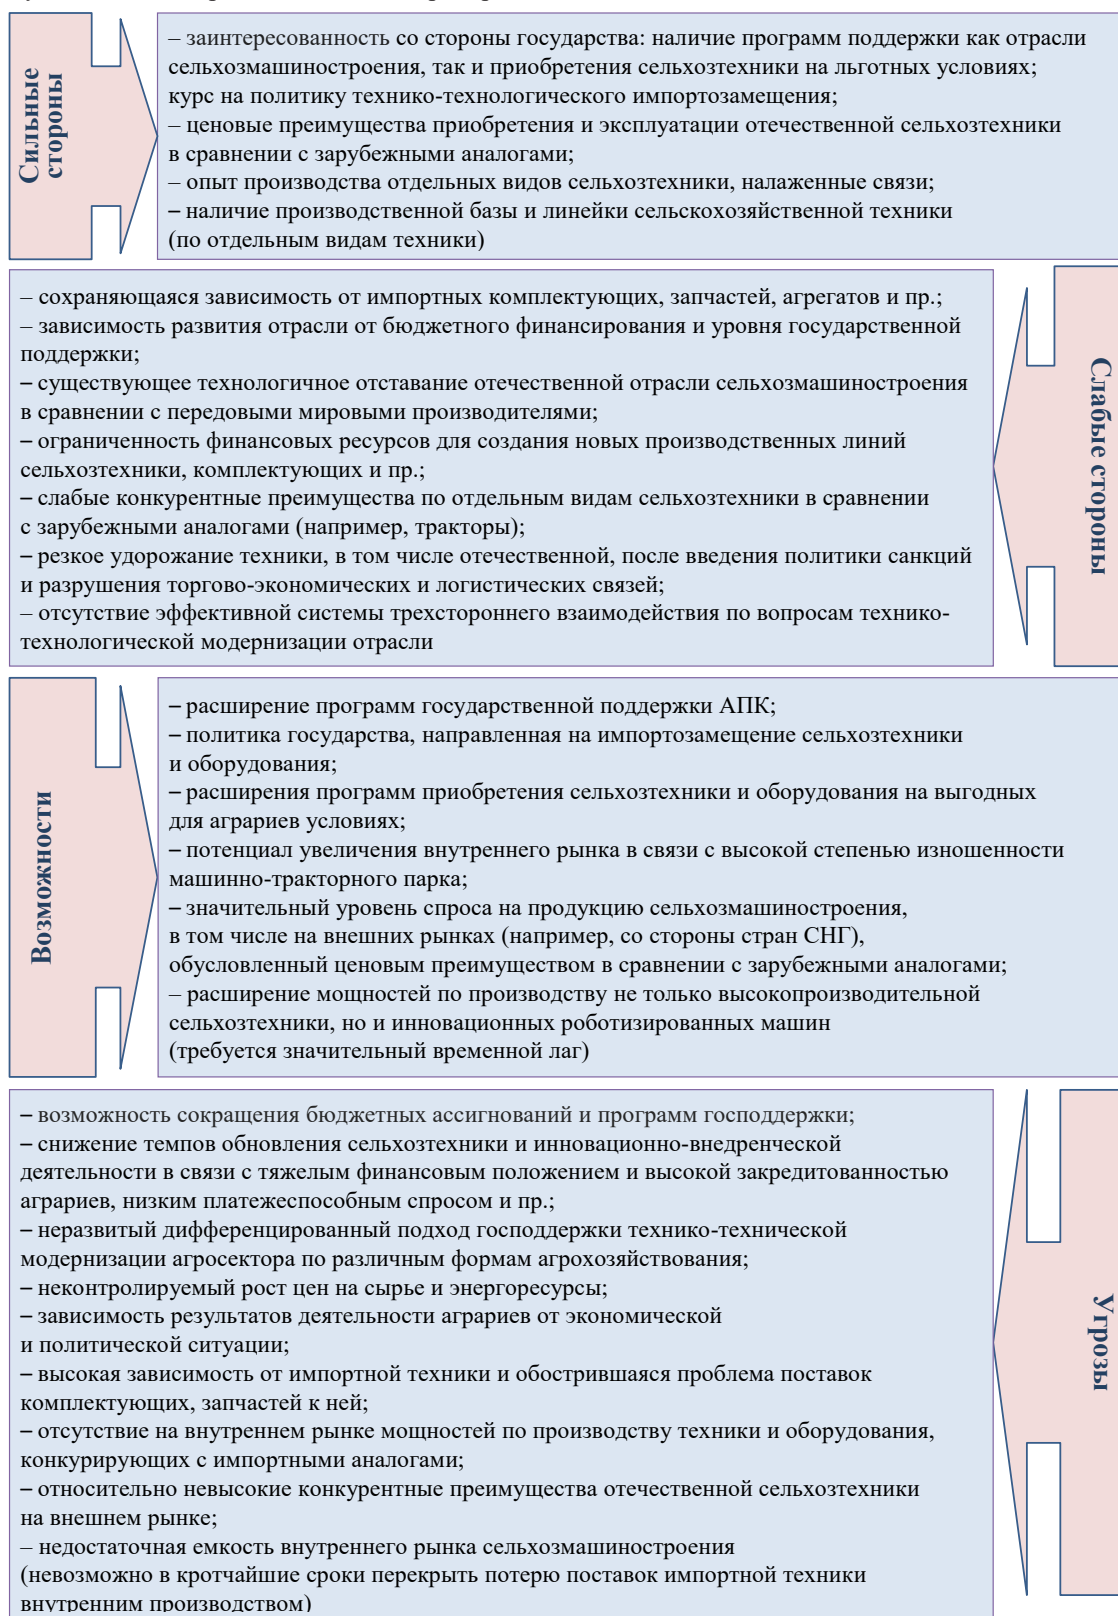 Сильные
стороны
– заинтересованность со стороны государства: наличие программ поддержки как отрасли
сельхозмашиностроения, так и приобретения сельхозтехники на льготных условиях;
курс на политику технико-технологического импортозамещения;
– ценовые преимущества приобретения и эксплуатации отечественной сельхозтехники
в сравнении с зарубежными аналогами;
– опыт производства отдельных видов сельхозтехники, налаженные связи;
– наличие производственной базы и линейки сельскохозяйственной техники
(по отдельным видам техники)
– сохраняющаяся зависимость от импортных комплектующих, запчастей, агрегатов и пр.;
– зависимость развития отрасли от бюджетного финансирования и уровня государственной
поддержки;
– существующее технологичное отставание отечественной отрасли сельхозмашиностроения
в сравнении с передовыми мировыми производителями;
– ограниченность финансовых ресурсов для создания новых производственных линий
сельхозтехники, комплектующих и пр.;
– слабые конкурентные преимущества по отдельным видам сельхозтехники в сравнении
с зарубежными аналогами (например, тракторы);
– резкое удорожание техники, в том числе отечественной, после введения политики санкций
и разрушения торгово-экономических и логистических связей;
– отсутствие эффективной системы трехстороннего взаимодействия по вопросам технико-
технологической модернизации отрасли
Слабые стороны
Возможности
– расширение программ государственной поддержки АПК;
– политика государства, направленная на импортозамещение сельхозтехники
и оборудования;
– расширения программ приобретения сельхозтехники и оборудования на выгодных
для аграриев условиях;
– потенциал увеличения внутреннего рынка в связи с высокой степенью изношенности
машинно-тракторного парка;
– значительный уровень спроса на продукцию сельхозмашиностроения,
в том числе на внешних рынках (например, со стороны стран СНГ),
обусловленный ценовым преимуществом в сравнении с зарубежными аналогами;
– расширение мощностей по производству не только высокопроизводительной
сельхозтехники, но и инновационных роботизированных машин
(требуется значительный временной лаг)
– возможность сокращения бюджетных ассигнований и программ господдержки;
– снижение темпов обновления сельхозтехники и инновационно-внедренческой
деятельности в связи с тяжелым финансовым положением и высокой закредитованностью
аграриев, низким платежеспособным спросом и пр.;
– неразвитый дифференцированный подход господдержки технико-технической
модернизации агросектора по различным формам агрохозяйствования;
– неконтролируемый рост цен на сырье и энергоресурсы;
– зависимость результатов деятельности аграриев от экономической
и политической ситуации;
– высокая зависимость от импортной техники и обострившаяся проблема поставок
комплектующих, запчастей к ней;
– отсутствие на внутреннем рынке мощностей по производству техники и оборудования,
конкурирующих с импортными аналогами;
– относительно невысокие конкурентные преимущества отечественной сельхозтехники
на внешнем рынке;
– недостаточная емкость внутреннего рынка сельхозмашиностроения
(невозможно в кротчайшие сроки перекрыть потерю поставок импортной техники
внутренним производством)
Угрозы